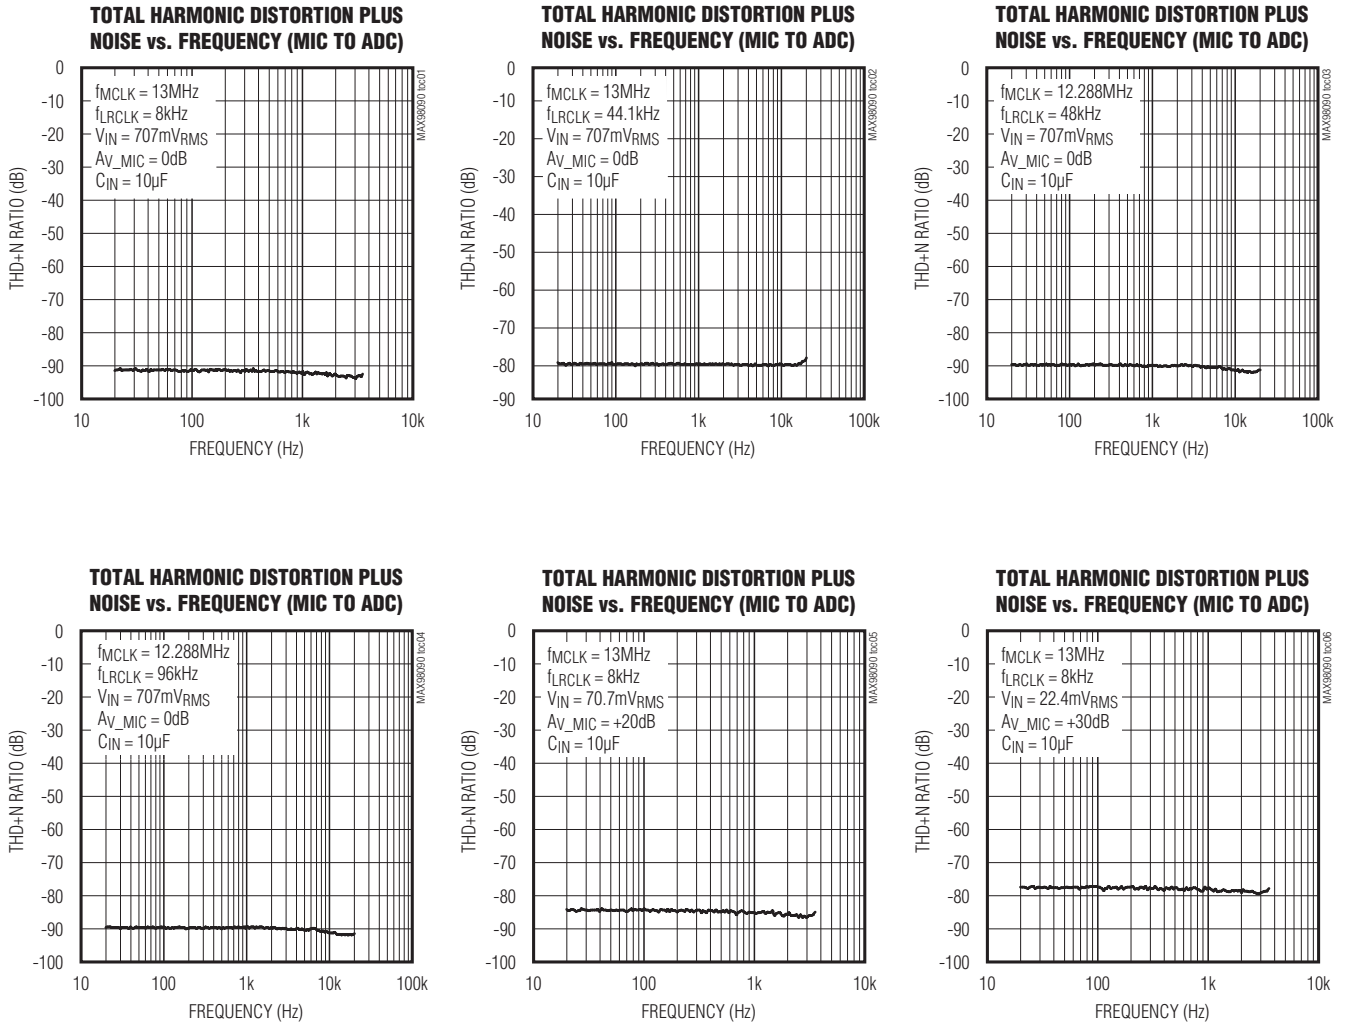 TOTAL HARMONIC DISTORTION PLUS
NOISE vs. FREQUENCY (MIC TO ADC)
MAX98090 toc01
fMCLK = 13MHz
fLRCLK = 8kHz
VIN = 707mVRMS
AV_MIC = 0dB
CIN = 10µF
THD+N RATIO (dB)
0
-10
-20
-30
-40
-50
-60
-70
-80
-90
-100
10
100
1k
10k
FREQUENCY (Hz)
TOTAL HARMONIC DISTORTION PLUS
NOISE vs. FREQUENCY (MIC TO ADC)
MAX98090 toc02
fMCLK = 13MHz
fLRCLK = 44.1kHz
VIN = 707mVRMS
AV_MIC = 0dB
CIN = 10µF
THD+N RATIO (dB)
0
-10
-20
-30
-40
-50
-60
-70
-80
-90
10
100
1k
10k
100k
FREQUENCY (Hz)
TOTAL HARMONIC DISTORTION PLUS
NOISE vs. FREQUENCY (MIC TO ADC)
MAX98090 toc03
fMCLK = 12.288MHz
fLRCLK = 48kHz
VIN = 707mVRMS
AV_MIC = 0dB
CIN = 10µF
THD+N RATIO (dB)
0
-10
-20
-30
-40
-50
-60
-70
-80
-90
-100
10
100
1k
10k
100k
FREQUENCY (Hz)
TOTAL HARMONIC DISTORTION PLUS
NOISE vs. FREQUENCY (MIC TO ADC)
MAX98090 toc04
fMCLK = 12.288MHz
fLRCLK = 96kHz
VIN = 707mVRMS
AV_MIC = 0dB
CIN = 10µF
THD+N RATIO (dB)
0
-10
-20
-30
-40
-50
-60
-70
-80
-90
-100
10
100
1k
10k
100k
FREQUENCY (Hz)
TOTAL HARMONIC DISTORTION PLUS
NOISE vs. FREQUENCY (MIC TO ADC)
MAX98090 toc05
fMCLK = 13MHz
fLRCLK = 8kHz
VIN = 70.7mVRMS
AV_MIC = +20dB
CIN = 10µF
THD+N RATIO (dB)
0
-10
-20
-30
-40
-50
-60
-70
-80
-90
-100
10
100
1k
10k
FREQUENCY (Hz)
TOTAL HARMONIC DISTORTION PLUS
NOISE vs. FREQUENCY (MIC TO ADC)
MAX98090 toc06
fMCLK = 13MHz
fLRCLK = 8kHz
VIN = 22.4mVRMS
AV_MIC = +30dB
CIN = 10µF
THD+N RATIO (dB)
0
-10
-20
-30
-40
-50
-60
-70
-80
-90
-100
10
100
1k
10k
FREQUENCY (Hz)